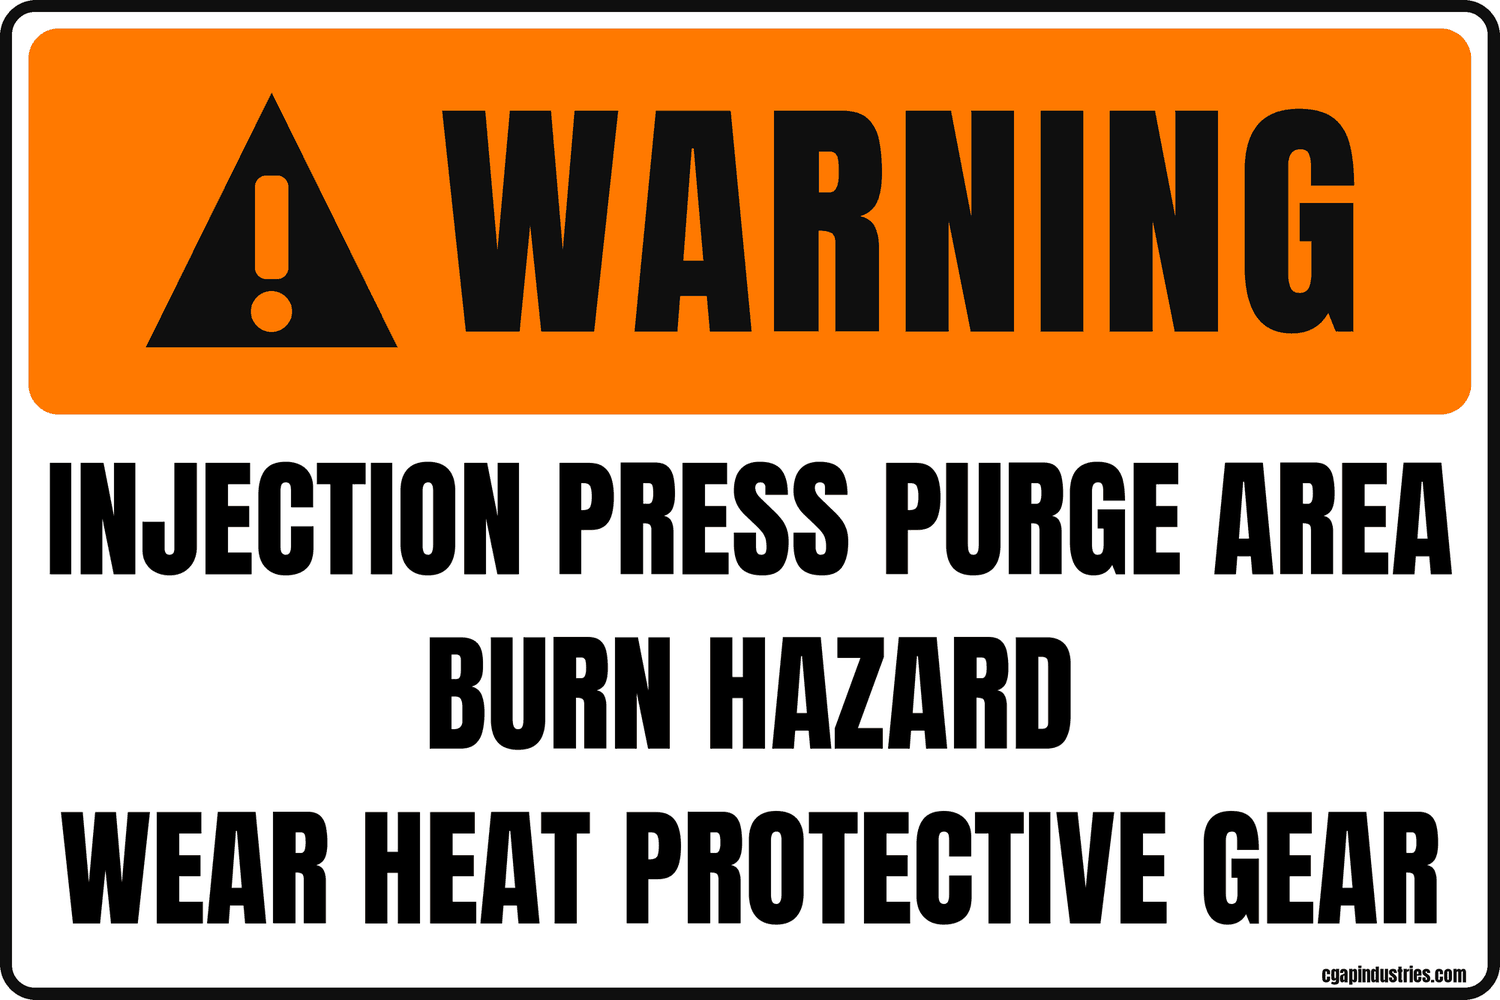 WARNING
INJECTION PRESS PURGE AREA
BURN HAZARD
WEAR HEAT PROTECTIVE GEAR
cgapindustries.com